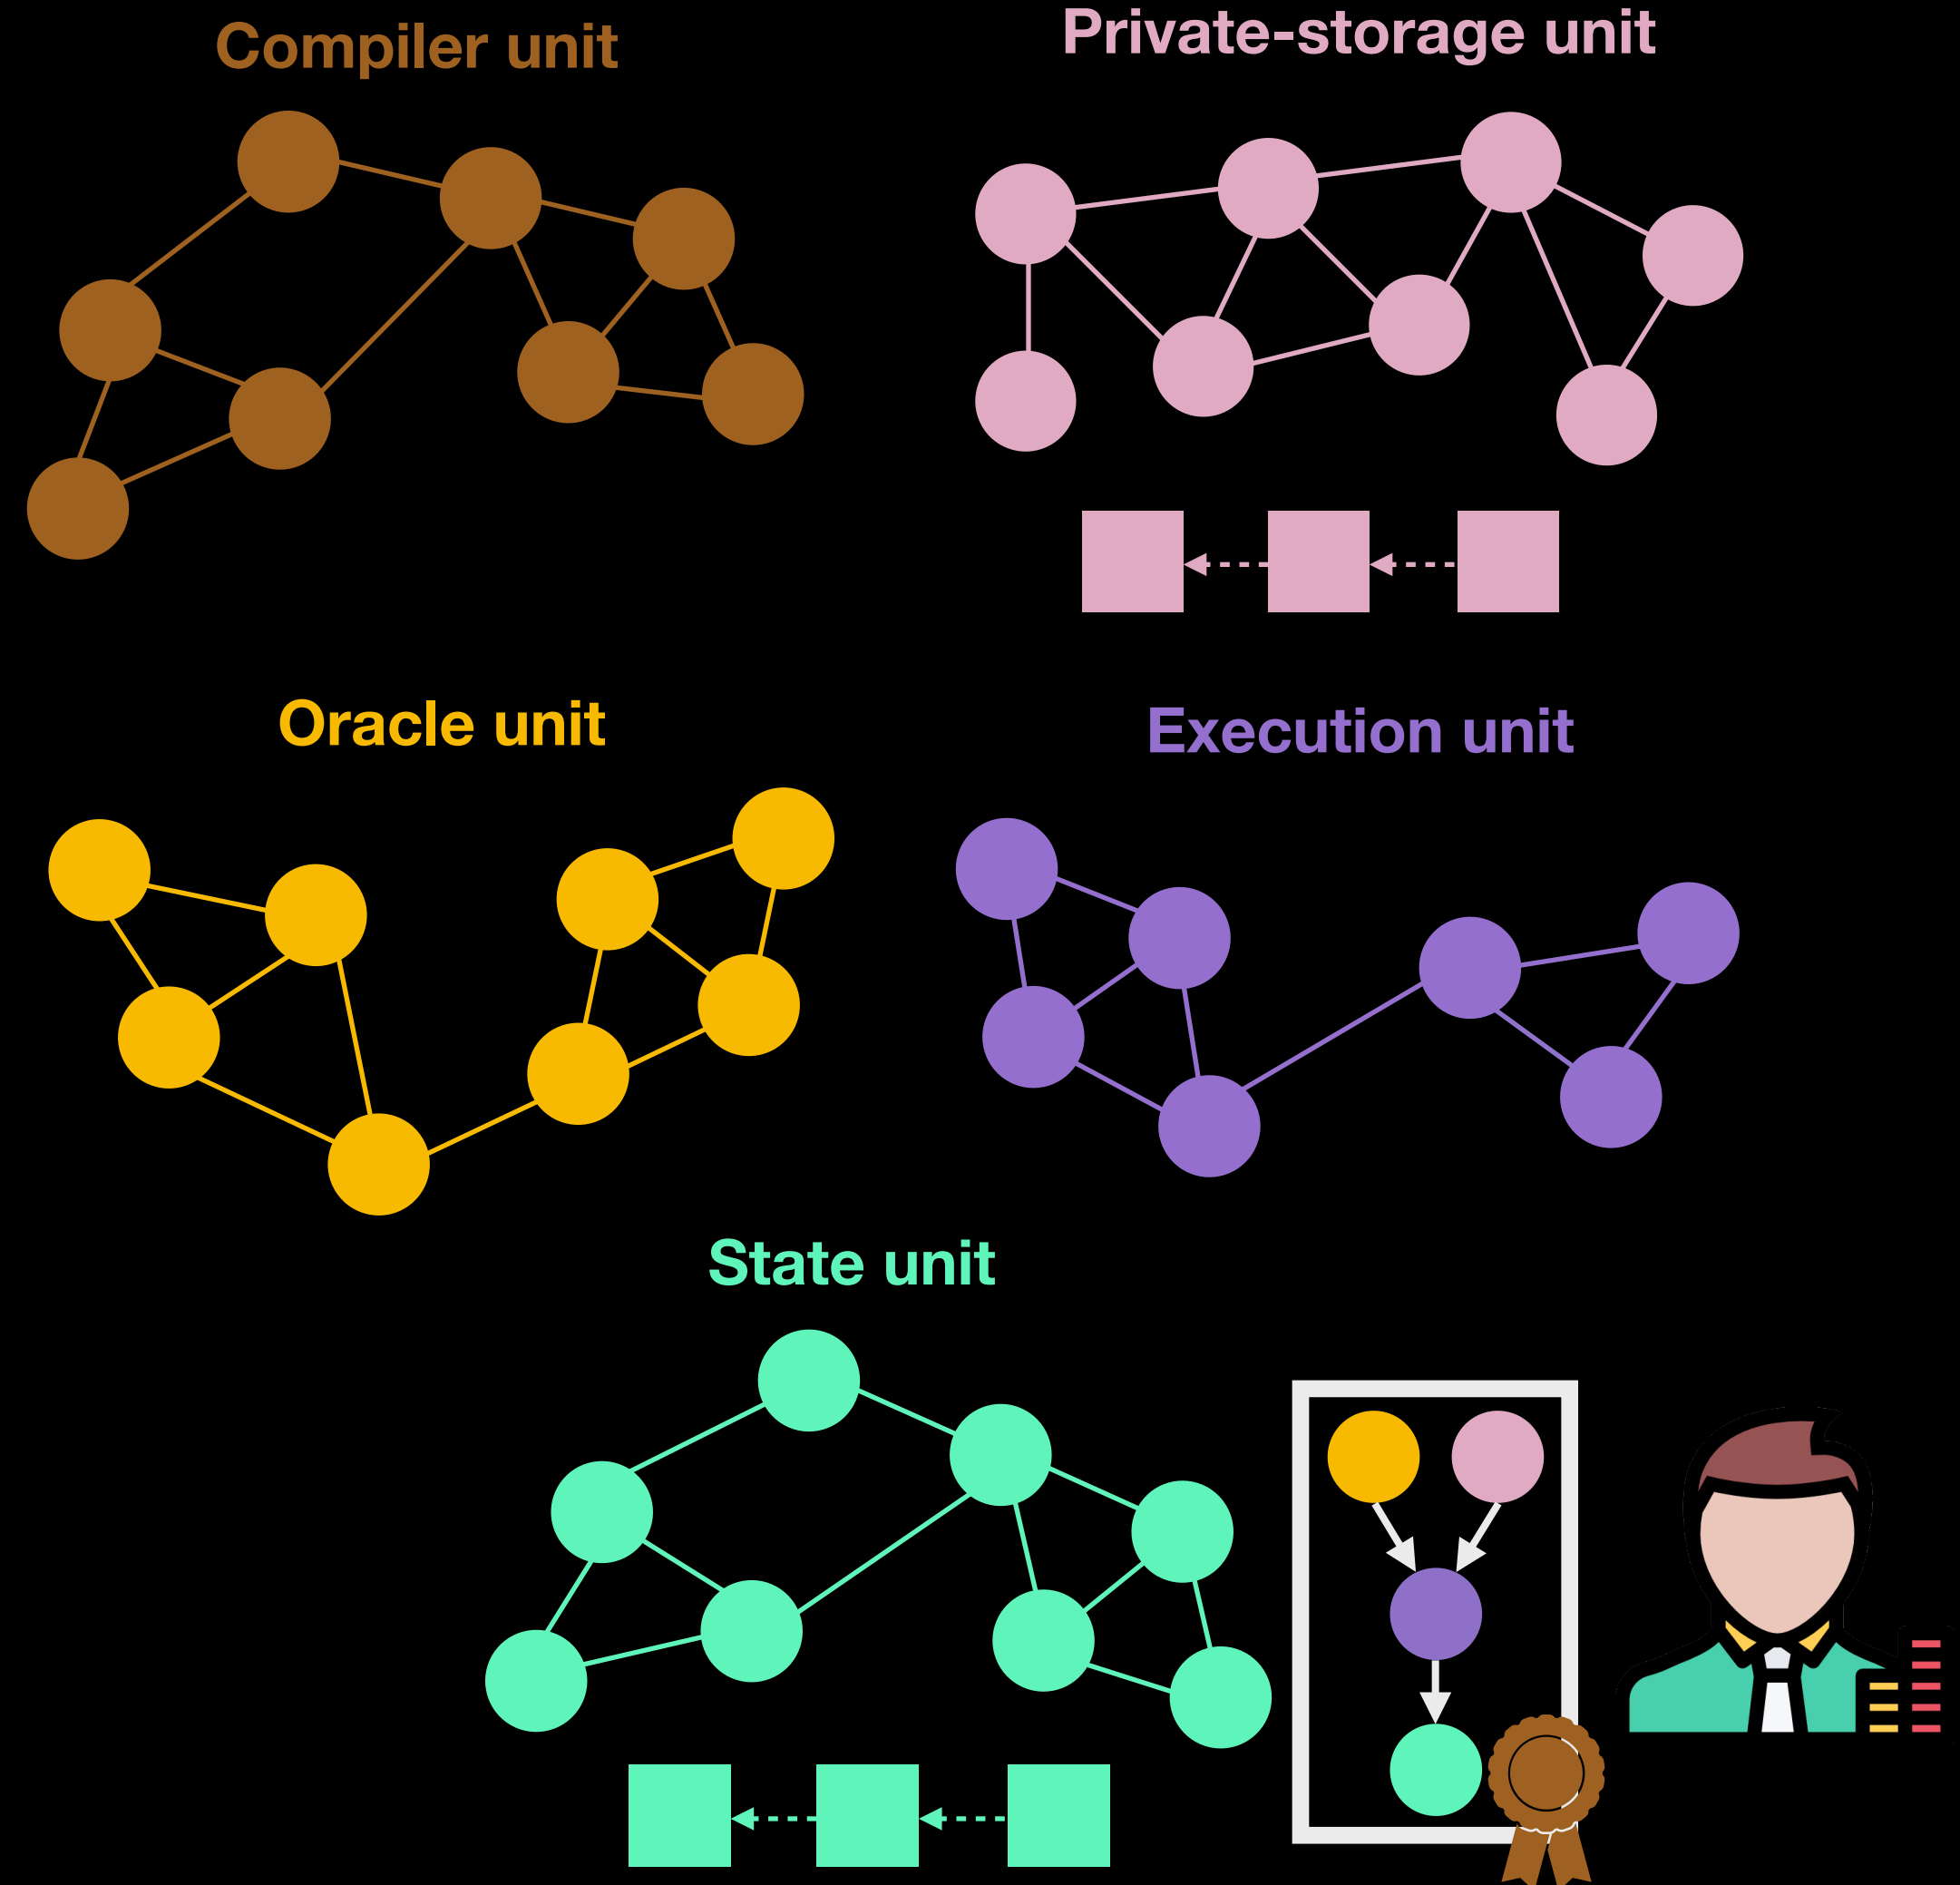 Compiler unit
Private-storage unit
Oracle unit
Execution unit
State unit